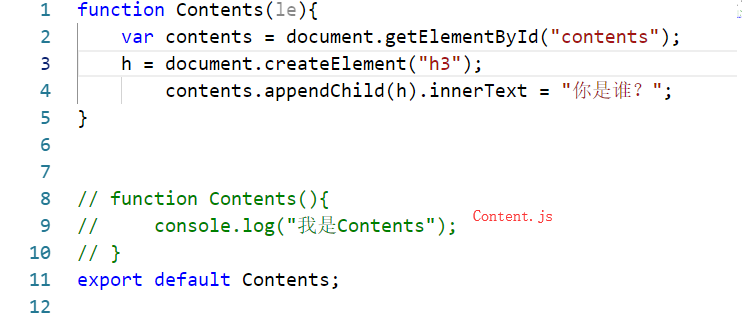 1 function Contents(le){
2     var contents = document.getElementById("contents");
3     h = document.createElement("h3");
4         contents.appendChild(h).innerText = "你是谁？";
5 }
6
7
8 // function Contents(){
9 //     console.log("我是Contents"); Content.js
10 // }
11 export default Contents;
12